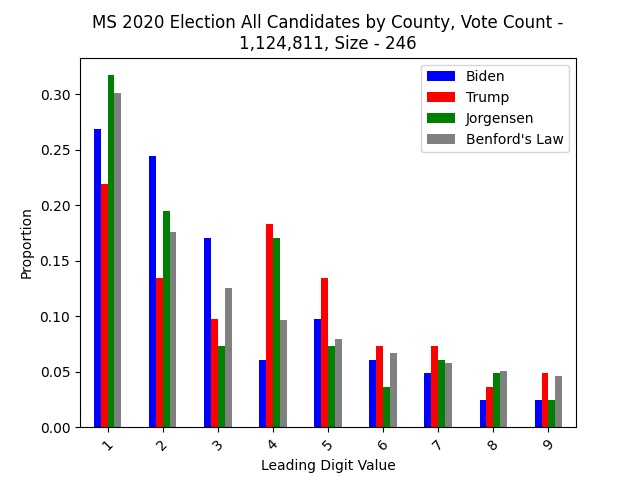 MS 2020 Election All Candidates by County, Vote Count -
1,124,811, Size - 246
Biden
Trump
Jorgensen
Benford's Law
Proportion
0.30
0.25
0.20
0.15
0.10
0.05
0.00
1 2 3 4 5 6 7 8 9
Leading Digit Value